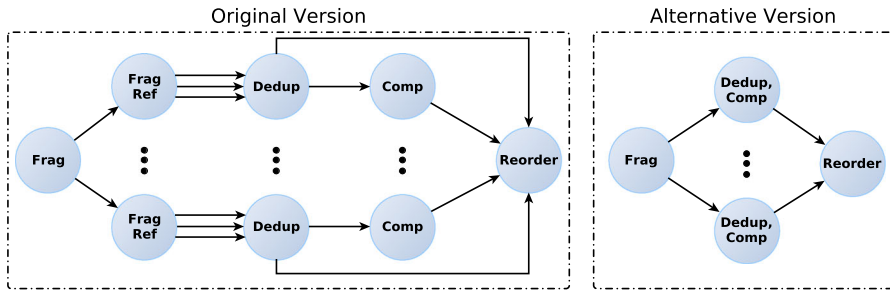 Original Version
Alternative Version
Frag
Frag
Ref
Dedup
Comp
Frag
Ref
Dedup
Comp
Reorder
Frag
Dedup,
Comp
Dedup,
Comp
Reorder